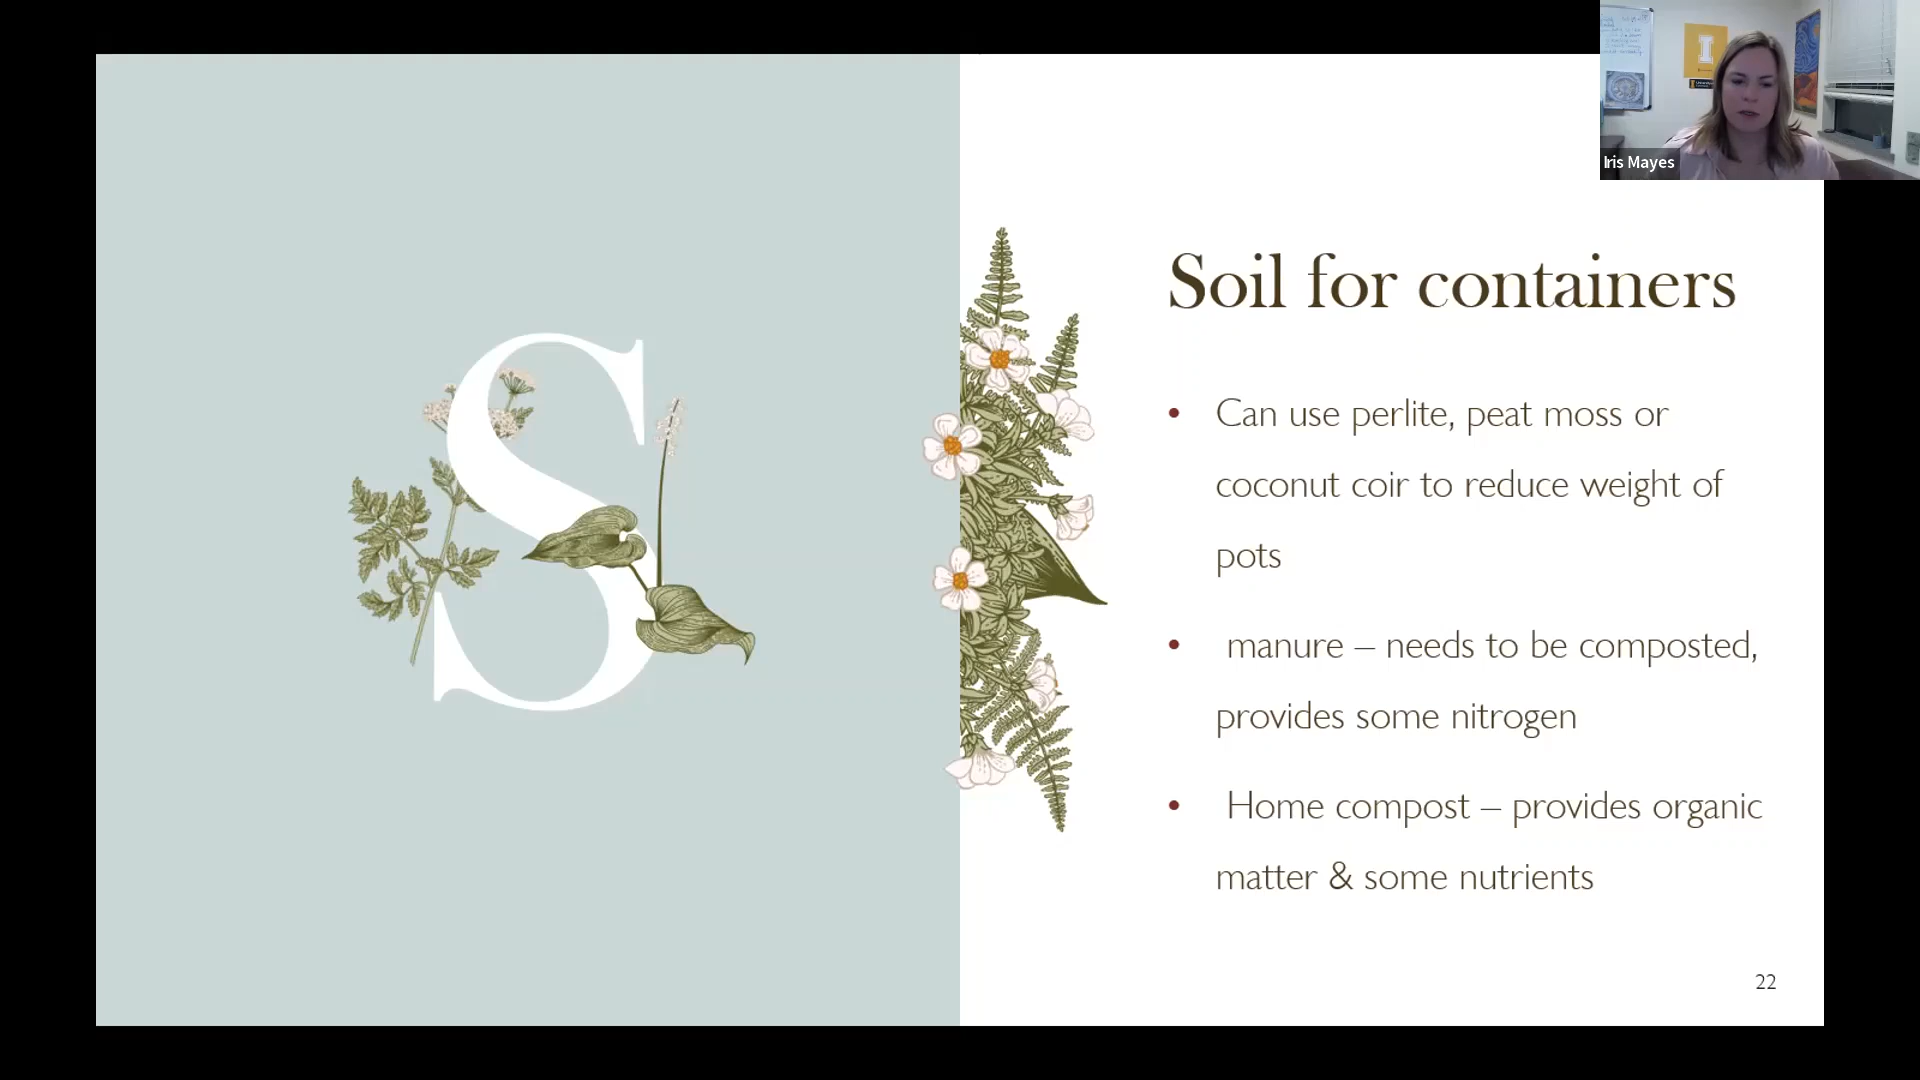 I
Iris Mayes
S
Soil for containers
• Can use perlite, peat moss or
coconut coir to reduce weight of
pots
• manure – needs to be composted,
provides some nitrogen
• Home compost – provides organic
matter & some nutrients
22